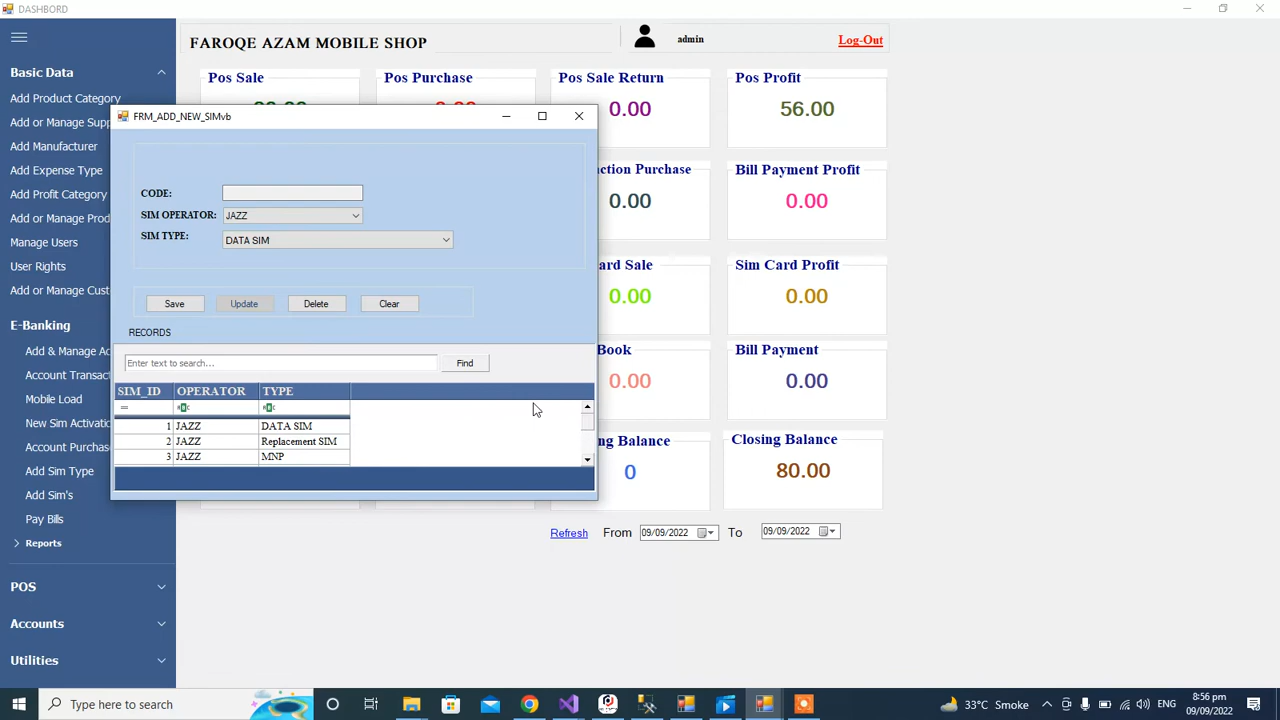 DASHBORD
FAROQE AZAM MOBILE SHOP
admin
Log-Out
Basic Data
Add Product Category
Add or Manage Supp
Add Manufacturer
Add Expense Type
Add Profit Category
Add or Manage Prod
Manage Users
User Rights
Add or Manage Cust
E-Banking
Add & Manage Ac
Account Transact
Mobile Load
New Sim Activatio
Account Purchase
Add Sim Type
Add Sim's
Pay Bills
Reports
POS
Accounts
Utilities
Pos Sale
Pos Purchase
Pos Sale Return
0.00
Pos Profit
56.00
FRM_ADD_NEW_SIMvb
CODE:
SIM OPERATOR: JAZZ
SIM TYPE: DATA SIM
Save Update Delete Clear
RECORDS
Enter text to search... Find
SIM_ID OPERATOR TYPE
=
1 JAZZ DATA SIM
2 JAZZ Replacement SIM
3 JAZZ MNP
ction Purchase
0.00
Bill Payment Profit
0.00
ard Sale
0.00
Sim Card Profit
0.00
Book
0.00
Bill Payment
0.00
ng Balance
0
Closing Balance
80.00
Refresh From 09/09/2022 To 09/09/2022
Type here to search
33°C Smoke
ENG
8:56 pm
09/09/2022